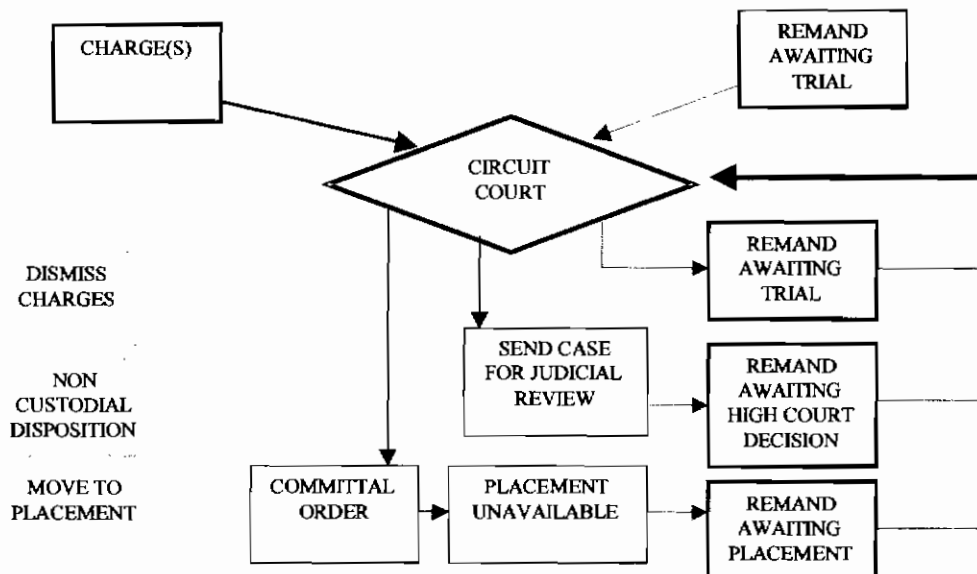 CHARGE(S)
REMAND
AWAITING
TRIAL
CIRCUIT
COURT
REMAND
AWAITING
TRIAL
DISMISS
CHARGES
SEND CASE
FOR JUDICIAL
REVIEW
REMAND
AWAITING
HIGH COURT
DECISION
NON
CUSTODIAL
DISPOSITION
MOVE TO
PLACEMENT
COMMITTAL
ORDER
PLACEMENT
UNAVAILABLE
REMAND
AWAITING
PLACEMENT